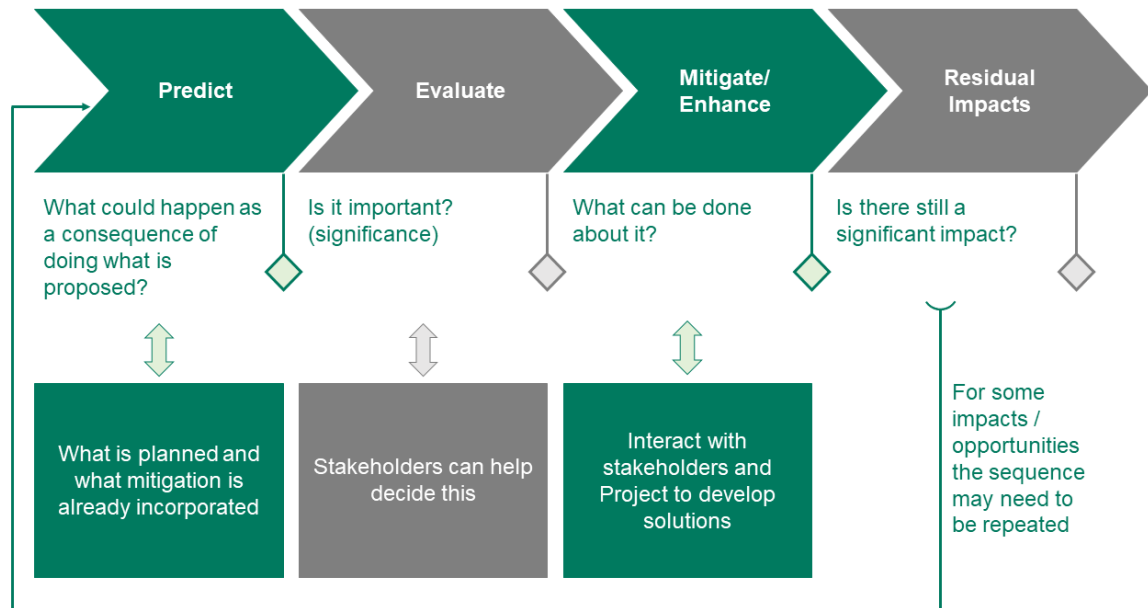 Predict
Evaluate
Mitigate/
Enhance
Residual
Impacts
What could happen as
a consequence of
doing what is
proposed?
Is it important?
(significance)
What can be done
about it?
Is there still a
significant impact?
What is planned and
what mitigation is
already incorporated
Stakeholders can help
decide this
Interact with
stakeholders and
Project to develop
solutions
For some
impacts /
opportunities
the sequence
may need to
be repeated